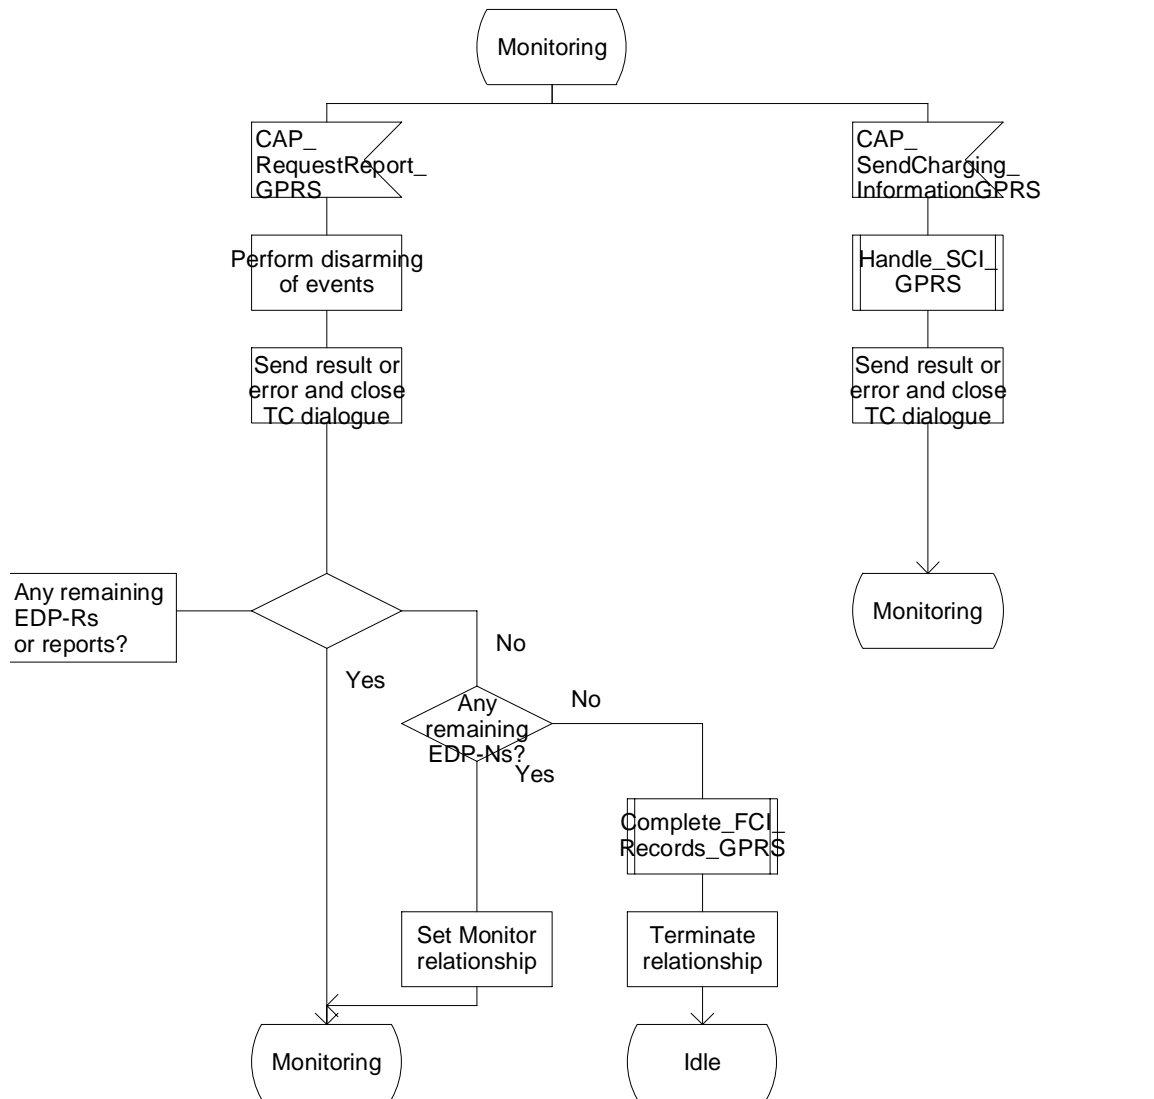 Monitoring
CAP_
RequestReport_
GPRS
CAP_
SendCharging_
InformationGPRS
Perform disarming
of events
Handle_SCI_
GPRS
Send result or
error and close
TC dialogue
Send result or
error and close
TC dialogue
Any remaining
EDP-Rs
or reports?
Monitoring
No
Yes
Any
remaining
EDP-Ns?
No
Yes
Complete_FCI_
Records_GPRS
Set Monitor
relationship
Terminate
relationship
Monitoring
Idle